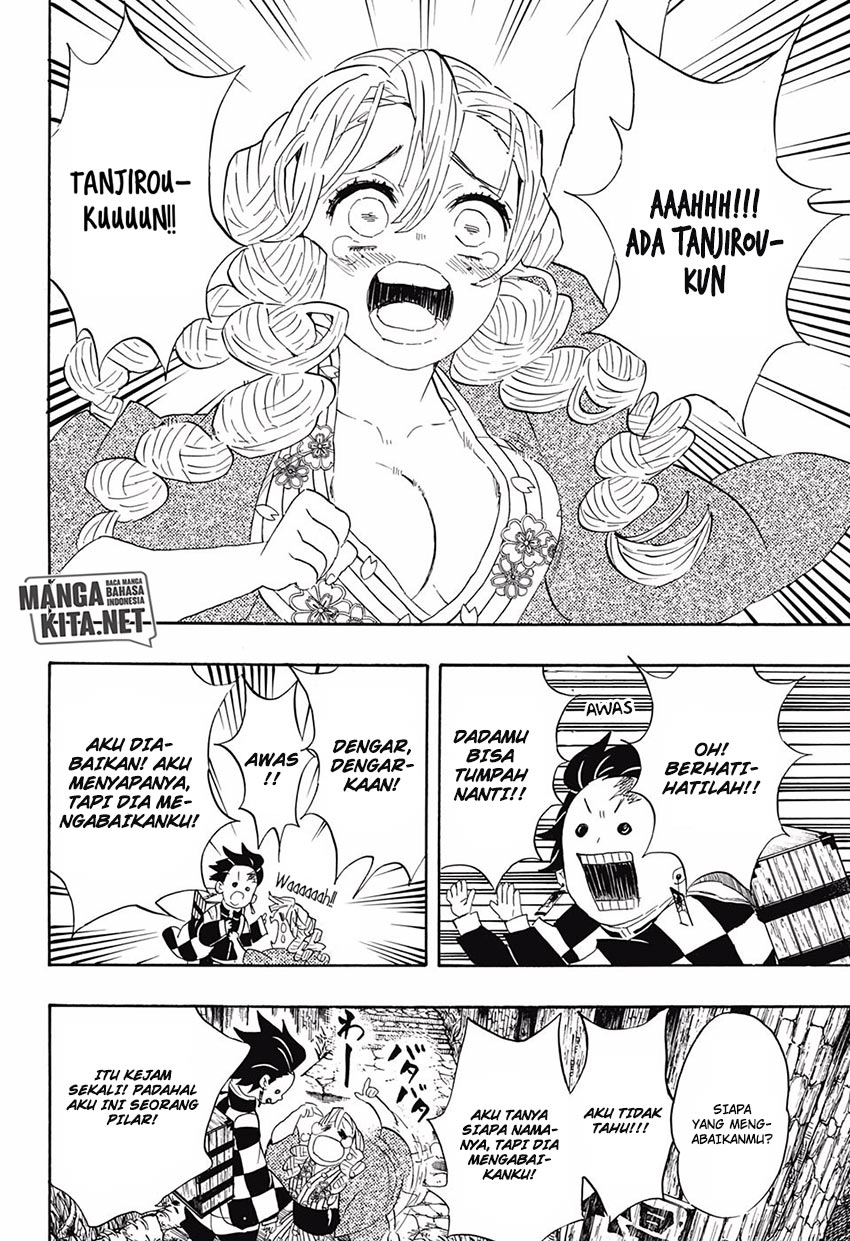 AAAHHH!!!
ADA TANJIROU-
KUN
TANJIROU-
KUUUUN!!
MANGA
KITA.NET
BACA MANGA
BAHASA
INDONESIA
AWAS
OH!
BERHATI-
HATILAH!!
DADAMU
BISA
TUMPAH
NANTI!!
DENGAR,
DENGAR-
KAAN!
AWAS
!!
AKU DIA-
BAIKAN! AKU
MENYAPANYA,
TAPI DIA ME-
NGABAIKANKU!
Waaaaaah!!
SIAPA
YANG MENG-
ABAIKANMU?
AKU TIDAK
TAHU!!!
AKU TANYA
SIAPA NAMA-
NYA, TAPI DIA
MENGABAI-
KANKU!
わー
バタバタ
ITU KEJAM
SEKALI! PADAHAL
AKU INI SEORANG
PILAR!